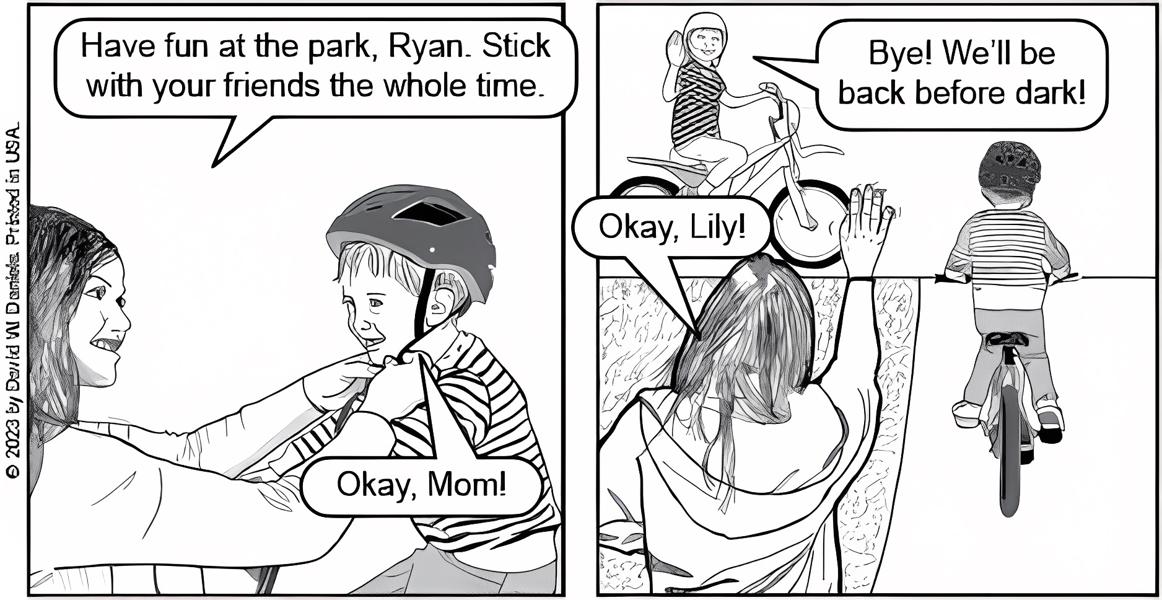 Have fun at the park, Ryan. Stick
with your friends the whole time.
Okay, Mom!
Bye! We'll be
back before dark!
Okay, Lily!
© 2023 by David W. Daniels. Printed in USA.